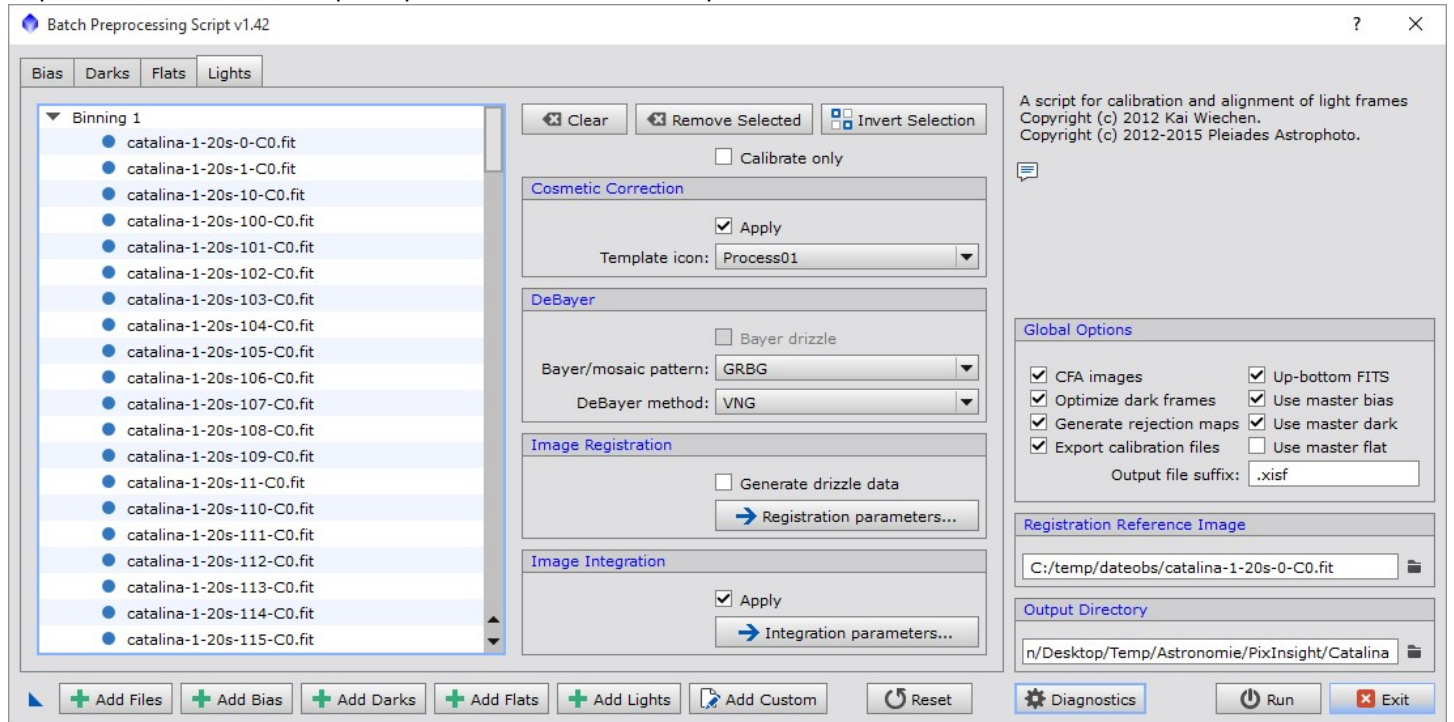 Batch Preprocessing Script v1.42
?
Bias Darks Flats Lights
Binning 1
catalina-1-20s-0-C0.fit
catalina-1-20s-1-C0.fit
catalina-1-20s-10-C0.fit
catalina-1-20s-100-C0.fit
catalina-1-20s-101-C0.fit
catalina-1-20s-102-C0.fit
catalina-1-20s-103-C0.fit
catalina-1-20s-104-C0.fit
catalina-1-20s-105-C0.fit
catalina-1-20s-106-C0.fit
catalina-1-20s-107-C0.fit
catalina-1-20s-108-C0.fit
catalina-1-20s-109-C0.fit
catalina-1-20s-11-C0.fit
catalina-1-20s-110-C0.fit
catalina-1-20s-111-C0.fit
catalina-1-20s-112-C0.fit
catalina-1-20s-113-C0.fit
catalina-1-20s-114-C0.fit
catalina-1-20s-115-C0.fit
Clear Remove Selected Invert Selection
Calibrate only
Cosmetic Correction
Apply
Template icon: Process01
DeBayer
Bayer drizzle
Bayer/mosaic pattern: GRBG
DeBayer method: VNG
Image Registration
Generate drizzle data
Registration parameters...
Image Integration
Apply
Integration parameters...
A script for calibration and alignment of light frames
Copyright (c) 2012 Kai Wiechen.
Copyright (c) 2012-2015 Pleiades Astrophoto.
Global Options
CFA images Up-bottom FITS
Optimize dark frames Use master bias
Generate rejection maps Use master dark
Export calibration files Use master flat
Output file suffix: .xisf
Registration Reference Image
C:/temp/dateobs/catalina-1-20s-0-C0.fit
Output Directory
n/Desktop/Temp/Astronomie/PixInsight/Catalina
Add Files Add Bias Add Darks Add Flats Add Lights Add Custom Reset Diagnostics Run Exit